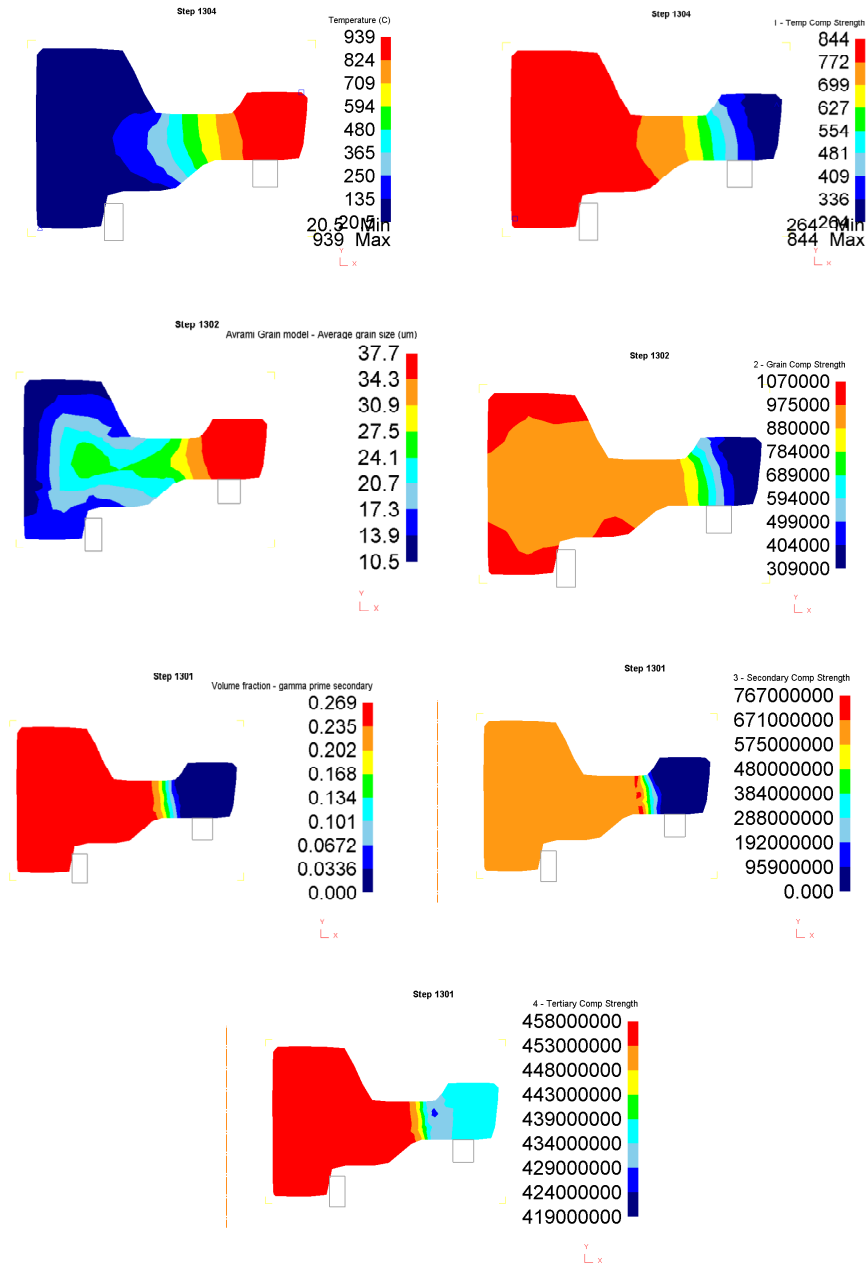 Step 1304
Temperature (C)
939
824
709
594
480
365
250
135
20.5
20.5 Min
939 Max
Y
X
Step 1304
1 - Temp Comp Strength
844
772
699
627
554
481
409
336
264
264 Min
844 Max
Y
X
Step 1302
Avrami Grain model - Average grain size (um)
37.7
34.3
30.9
27.5
24.1
20.7
17.3
13.9
10.5
Y
X
Step 1302
2 - Grain Comp Strength
1070000
975000
880000
784000
689000
594000
499000
404000
309000
Y
X
Step 1301
Volume fraction - gamma prime secondary
0.269
0.235
0.202
0.168
0.134
0.101
0.0672
0.0336
0.000
Y
X
Step 1301
3 - Secondary Comp Strength
767000000
671000000
575000000
480000000
384000000
288000000
192000000
95900000
0.000
Y
X
Step 1301
4 - Tertiary Comp Strength
458000000
453000000
448000000
443000000
439000000
434000000
429000000
424000000
419000000
Y
X